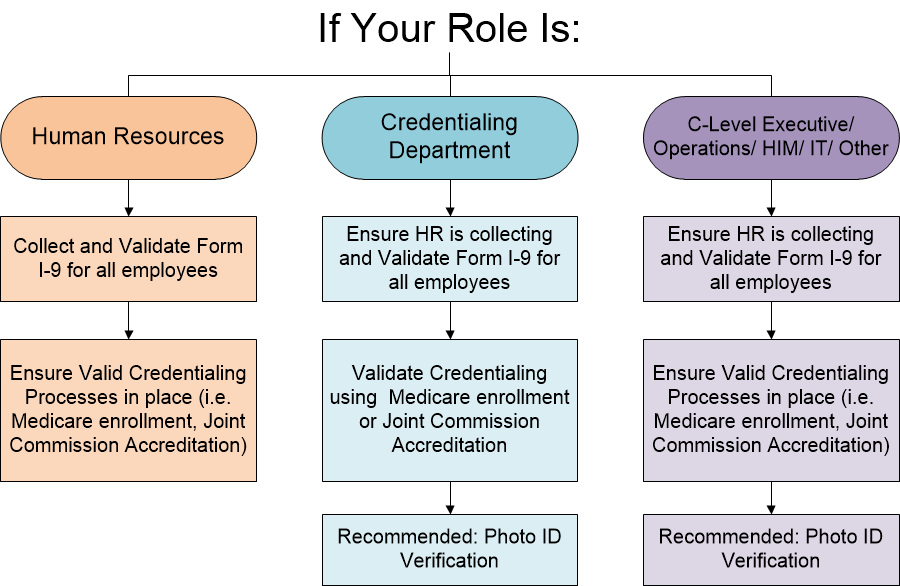 If Your Role Is:
Human Resources
Collect and Validate Form
I-9 for all employees
Ensure Valid Credentialing
Processes in place (i.e.
Medicare enrollment, Joint
Commission Accreditation)
Credentialing
Department
Ensure HR is collecting
and Validate Form I-9 for
all employees
Validate Credentialing
using Medicare enrollment
or Joint Commission
Accreditation
Recommended: Photo ID
Verification
C-Level Executive/
Operations/ HIM/ IT/ Other
Ensure HR is collecting
and Validate Form I-9 for
all employees
Ensure Valid Credentialing
Processes in place (i.e.
Medicare enrollment, Joint
Commission Accreditation)
Recommended: Photo ID
Verification